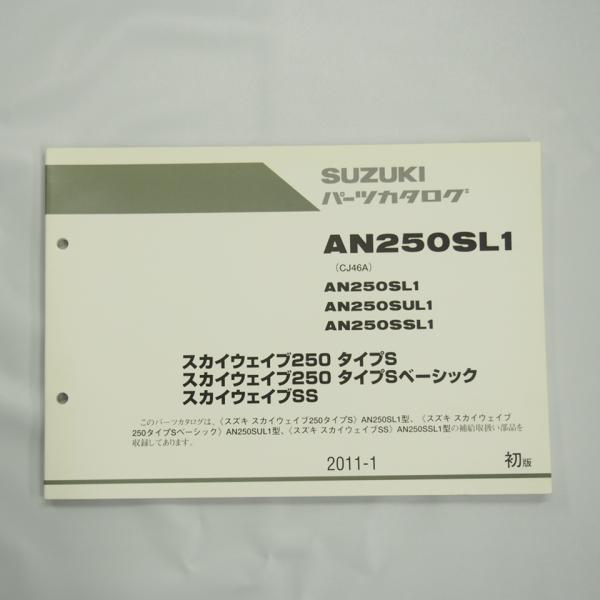 SUZUKI
パーツカタログ
AN250SL1
(CJ46A)
AN250SL1
AN250SUL1
AN250SSL1
スカイウェイブ250 タイプS
スカイウェイブ250 タイプSベーシック
スカイウェイブSS
このパーツカタログは、〈スズキ スカイウェイブ250タイプS〉AN250SL1型、〈スズキ スカイウェイブ
250タイプSベーシック〉AN250SUL1型、〈スズキ スカイウェイブSS〉AN250SSL1型の補給取扱い部品を
収録してあります。
2011-1
初版